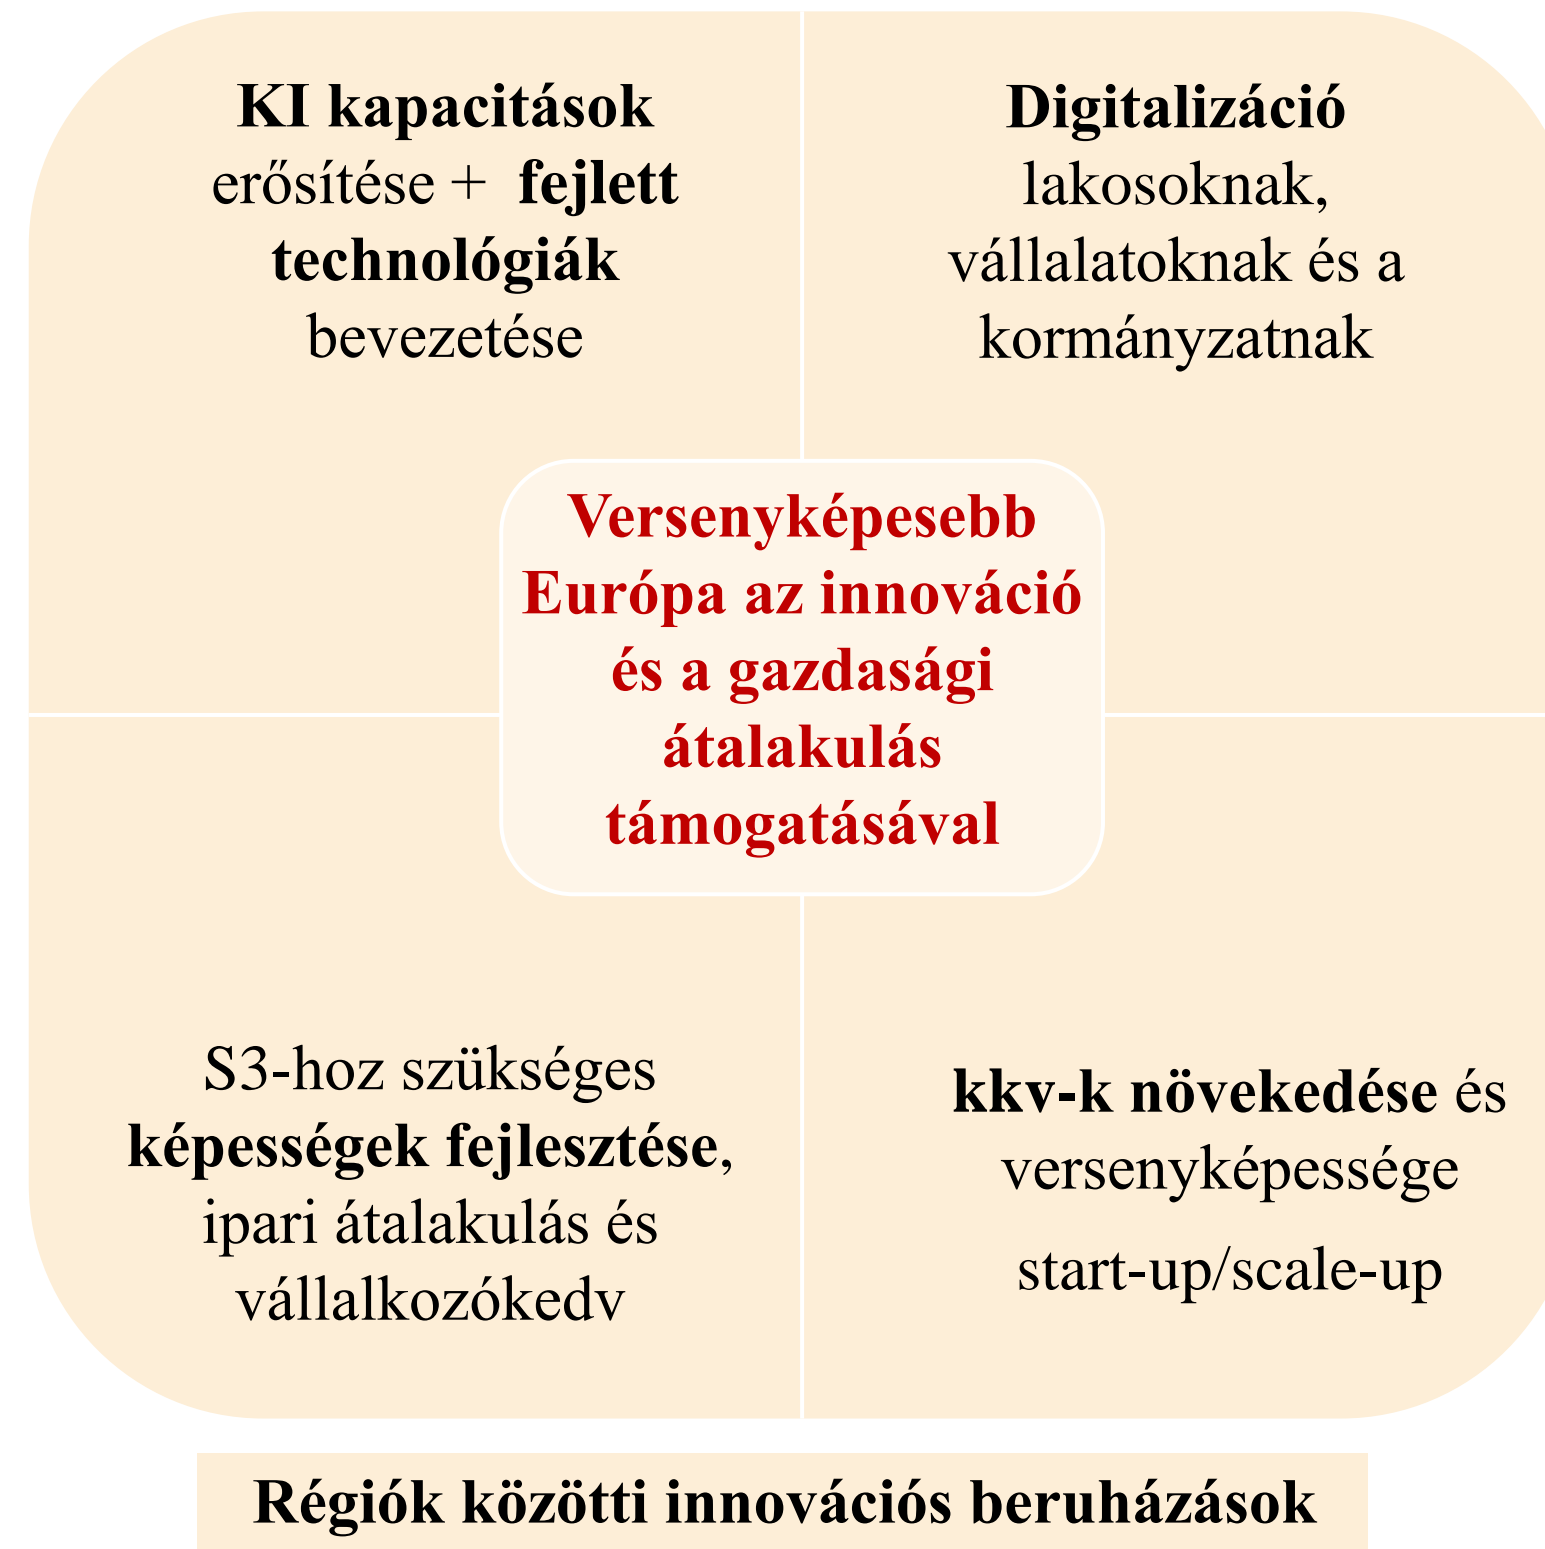 KI kapacitások
erősítése + fejlett
technológiák
bevezetése
Digitalizáció
lakosoknak,
vállalatoknak és a
kormányzatnak
Versenyképesebb
Európa az innováció
és a gazdasági
átalakulás
támogatásával
S3-hoz szükséges
képességek fejlesztése,
ipari átalakulás és
vállalkozókedv
kkv-k növekedése és
versenyképessége
start-up/scale-up
Régiók közötti innovációs beruházások